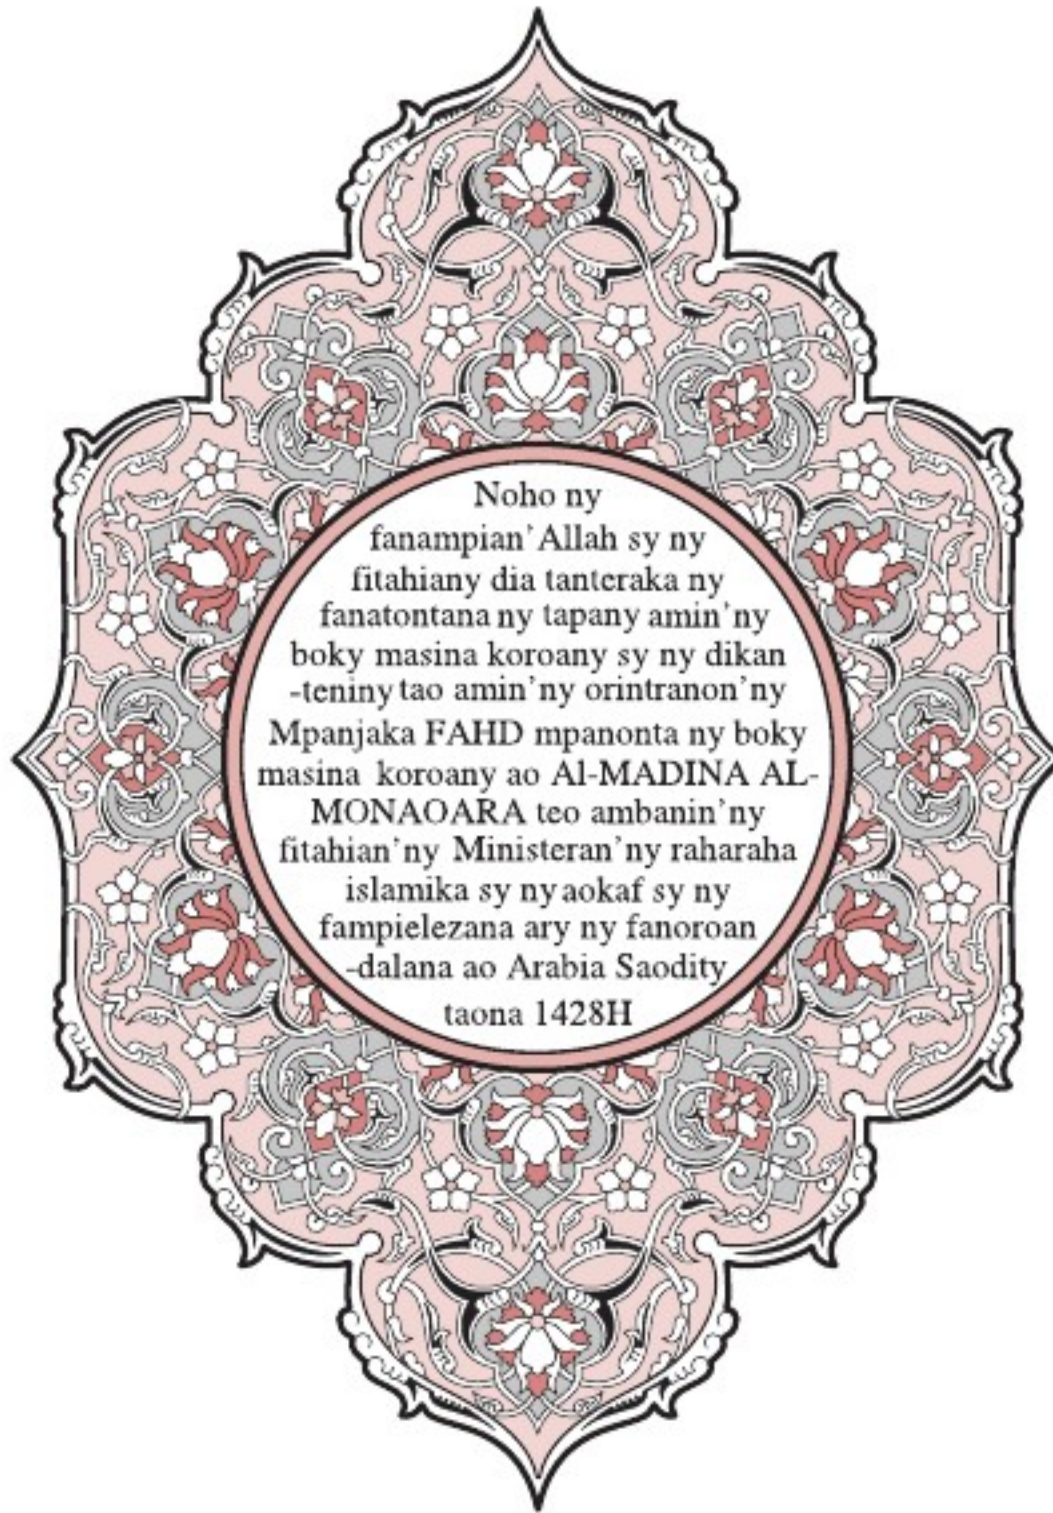 Noho ny
fanampian’Allah sy ny
fitahiany dia tanteraka ny
fanatontana ny tapany amin’ny
boky masina koroany sy ny dikan
-teniny tao amin’ny orintranon’ny
Mpanjaka FAHD mpanonta ny boky
masina koroany ao Al-MADINA AL-
MONAOARA teo ambanin’ny
fitahian’ny Ministeran’ny raharaha
islamika sy ny aokaf sy ny
fampielezana ary ny fanoroan
-dalana ao Arabia Saodity
taona 1428H